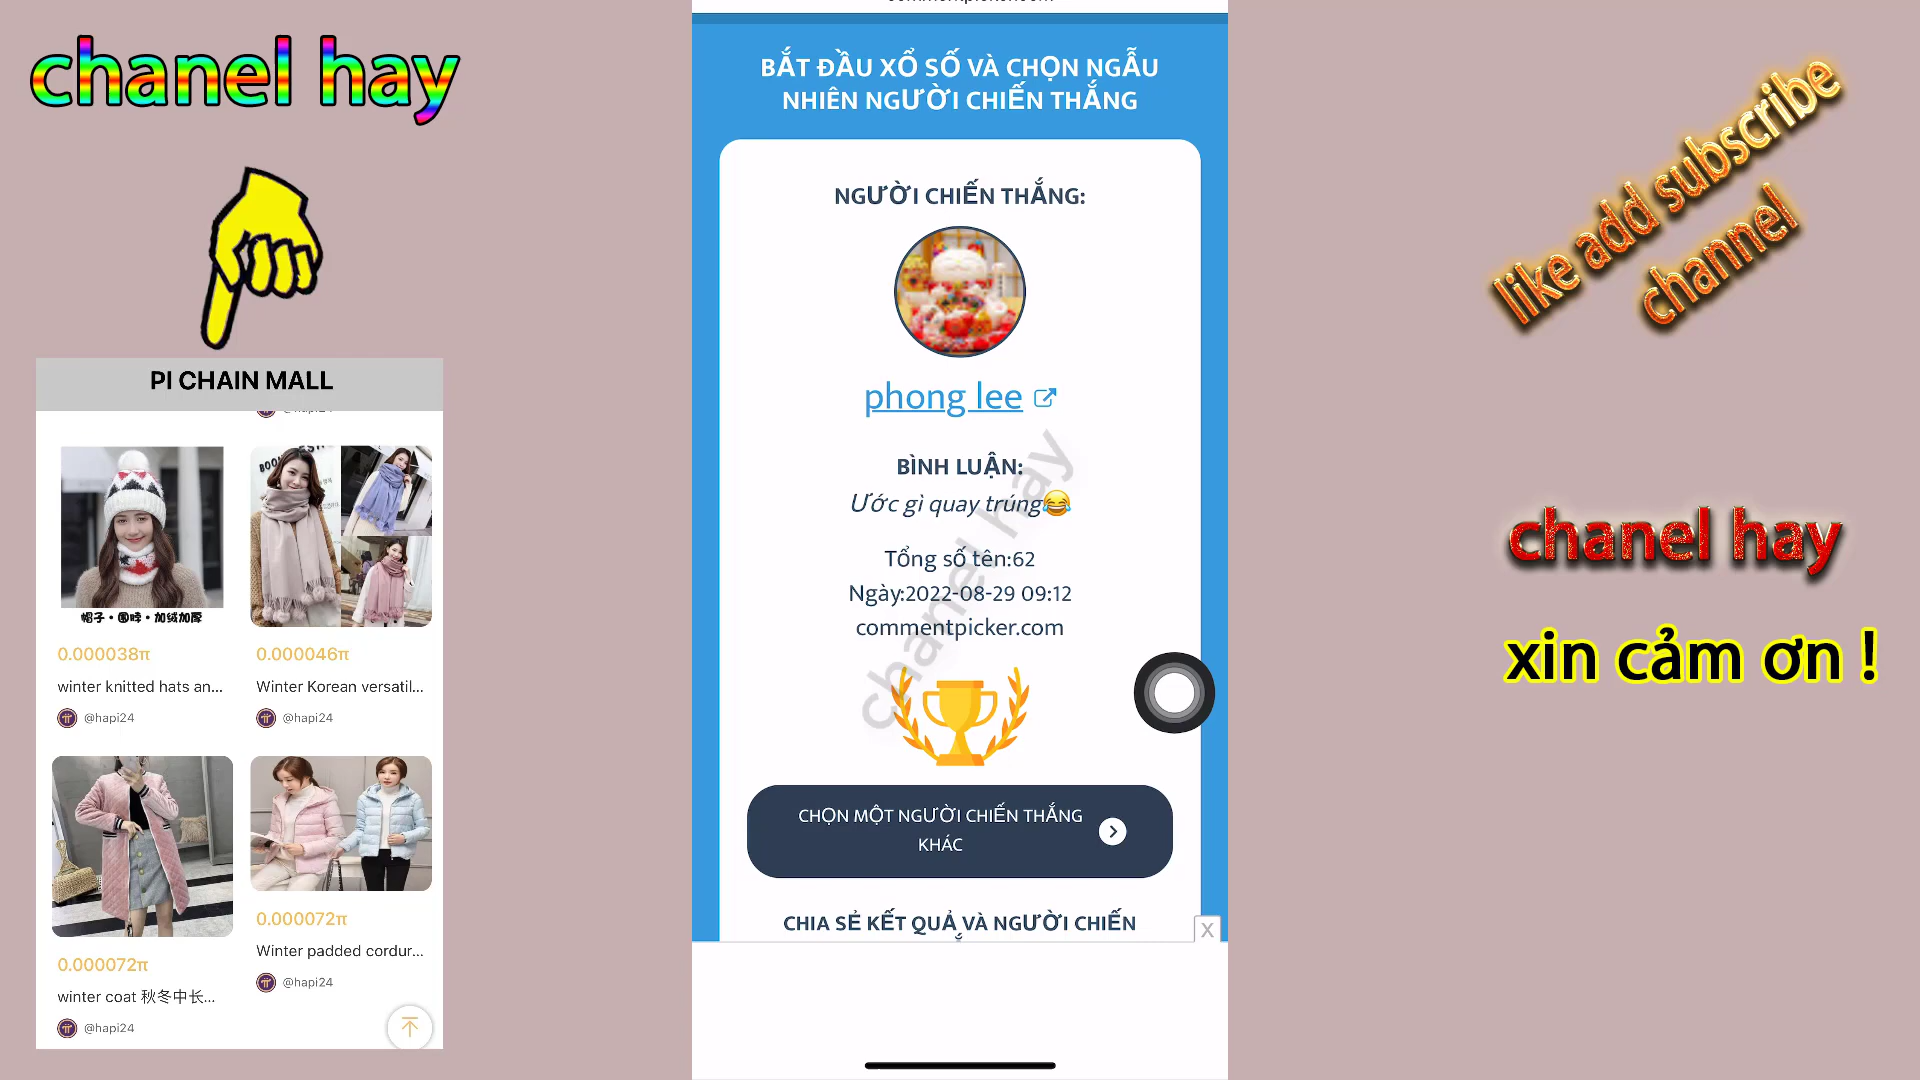 chanel hay
PI CHAIN MALL
帽子·围脖·加绒加厚
0.000038π
winter knitted hats an...
@hapi24
0.000046π
Winter Korean versatil...
@hapi24
0.000072π
winter coat 秋冬中长...
@hapi24
0.000072π
Winter padded cordur...
@hapi24
BẮT ĐẦU XỔ SỐ VÀ CHỌN NGẪU
NHIÊN NGƯỜI CHIẾN THẮNG
NGƯỜI CHIẾN THẮNG:
phong lee
BÌNH LUẬN:
Ước gì quay trúng😂
Tổng số tên:62
Ngày:2022-08-29 09:12
commentpicker.com
chanel hay
CHỌN MỘT NGƯỜI CHIẾN THẮNG
KHÁC
CHIA SẺ KẾT QUẢ VÀ NGƯỜI CHIẾN
X
like add subscribe
channel
chanel hay
xin cảm ơn !